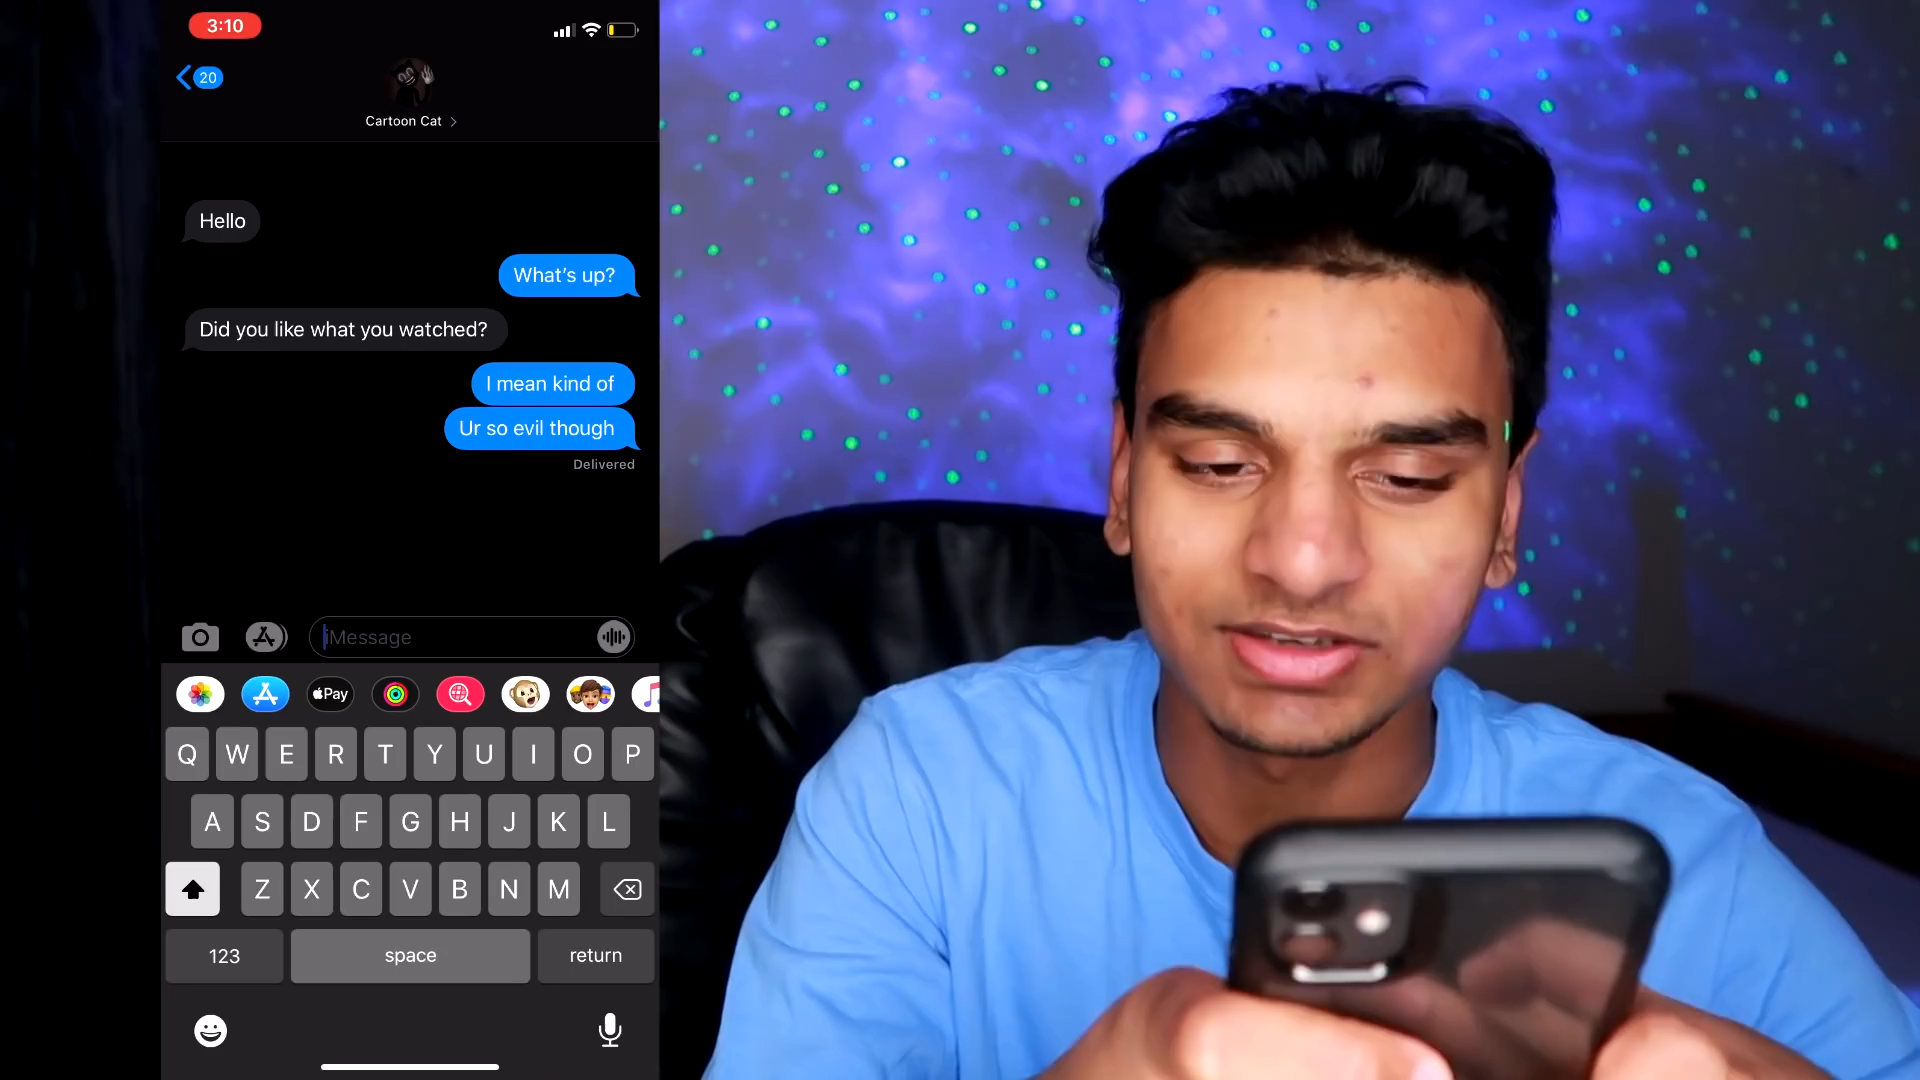 3:10
20
Cartoon Cat
Hello
What's up?
Did you like what you watched?
I mean kind of
Ur so evil though
Delivered
iMessage
Pay
Q W E R T Y U I O P
A S D F G H J K L
Z X C V B N M
123 space return